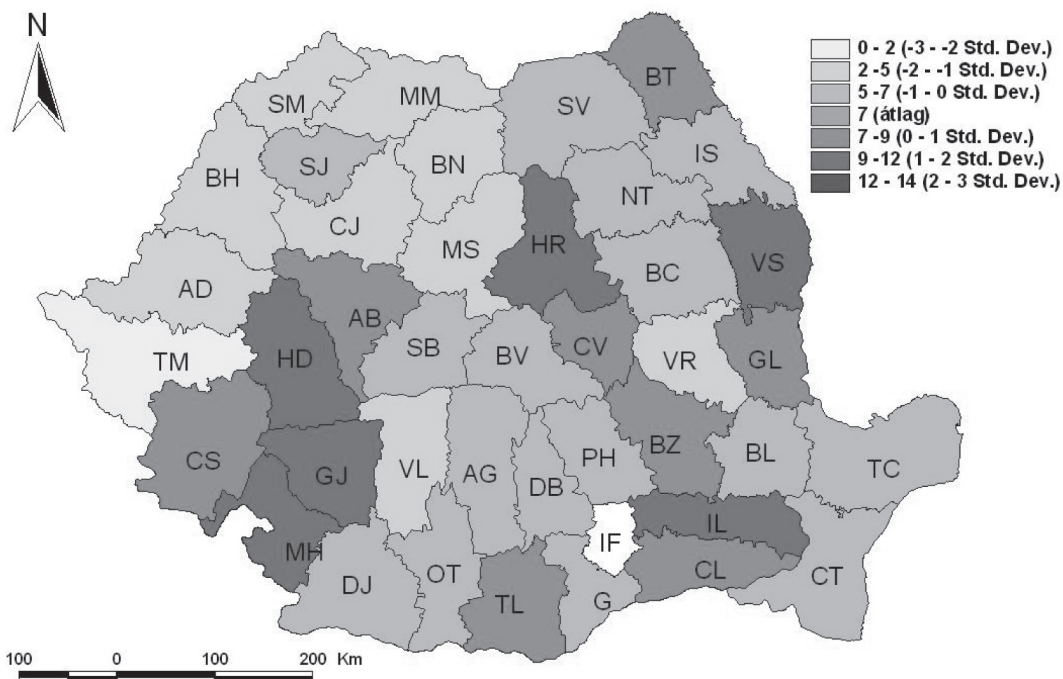 N
0 - 2 (-3 - -2 Std. Dev.)
2 -5 (-2 - -1 Std. Dev.)
5 -7 (-1 - 0 Std. Dev.)
7 (átlag)
7 -9 (0 - 1 Std. Dev.)
9 -12 (1 - 2 Std. Dev.)
12 - 14 (2 - 3 Std. Dev.)
BT
SM
MM
SV
IS
SJ
BN
BH
NT
CJ
MS
HR
VS
BC
AD
AB
SB
BV
CV
VR
GL
TM
HD
CS
GJ
VL
AG
DB
PH
BZ
BL
TC
IL
IF
MH
DJ
OT
TL
G
CL
CT
100 0 100 200 Km